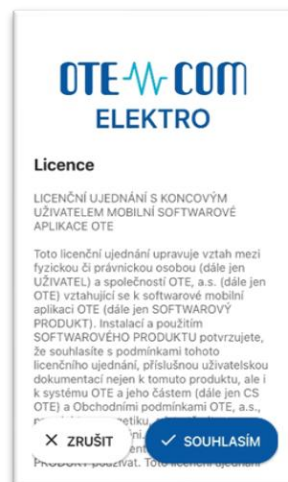 OTE COM
ELEKTRO
Licence
LICENČNÍ UJEDNÁNÍ S KONCOVÝM
UŽIVATELEM MOBILNÍ SOFTWAROVÉ
APLIKACE OTE
Toto licenční ujednání upravuje vztah mezi
fyzickou či právnickou osobou (dále jen
UŽIVATEL) a společností OTE, a.s. (dále jen
OTE) vztahující se k softwarové mobilní
aplikaci OTE (dále jen SOFTWAROVÝ
PRODUKT). Instalací a použitím
SOFTWAROVÉHO PRODUKTU potvrzujete,
že souhlasíte s podmínkami tohoto
licenčního ujednání, příslušnou uživatelskou
dokumentací nejen k tomuto produktu, ale i
k systému OTE a jeho částem (dále jen CS
OTE) a Obchodními podmínkami OTE, a.s.,
ZRUŠIT
SOUHLASÍM
PRODUKT používat. Toto licenční ujednání